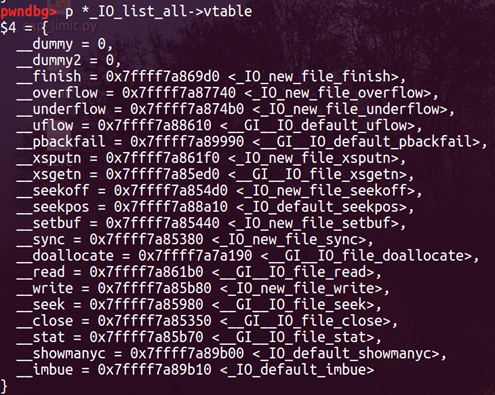 pwndbg> p *_IO_list_all->vtable
$4 = {
  __dummy = 0,
  __dummy2 = 0,
  __finish = 0x7ffff7a869d0 <_IO_new_file_finish>,
  __overflow = 0x7ffff7a87740 <_IO_new_file_overflow>,
  __underflow = 0x7ffff7a874b0 <_IO_new_file_underflow>,
  __uflow = 0x7ffff7a88610 <__GI__IO_default_uflow>,
  __pbackfail = 0x7ffff7a89990 <__GI__IO_default_pbackfail>,
  __xsputn = 0x7ffff7a861f0 <_IO_new_file_xsputn>,
  __xsgetn = 0x7ffff7a85ed0 <__GI__IO_file_xsgetn>,
  __seekoff = 0x7ffff7a854d0 <_IO_new_file_seekoff>,
  __seekpos = 0x7ffff7a88a10 <_IO_default_seekpos>,
  __setbuf = 0x7ffff7a85440 <_IO_new_file_setbuf>,
  __sync = 0x7ffff7a85380 <_IO_new_file_sync>,
  __doallocate = 0x7ffff7a7a190 <__GI__IO_file_doallocate>,
  __read = 0x7ffff7a861b0 <__GI__IO_file_read>,
  __write = 0x7ffff7a85b80 <_IO_new_file_write>,
  __seek = 0x7ffff7a85980 <__GI__IO_file_seek>,
  __close = 0x7ffff7a85350 <__GI__IO_file_close>,
  __stat = 0x7ffff7a85b70 <__GI__IO_file_stat>,
  __showmanyc = 0x7ffff7a89b00 <_IO_default_showmanyc>,
  __imbue = 0x7ffff7a89b10 <_IO_default_imbue>
}